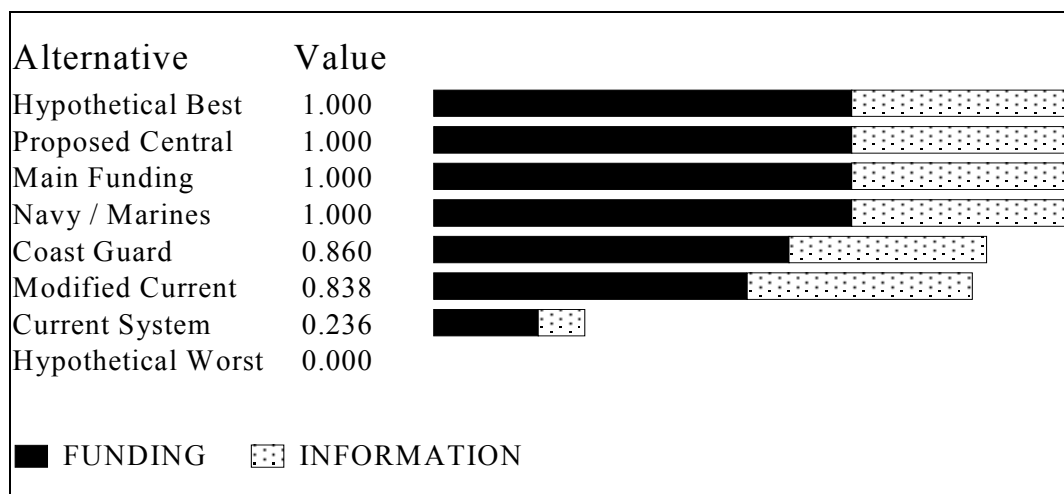 Alternative Value
Hypothetical Best 1.000
Proposed Central 1.000
Main Funding 1.000
Navy / Marines 1.000
Coast Guard 0.860
Modified Current 0.838
Current System 0.236
Hypothetical Worst 0.000
FUNDING INFORMATION